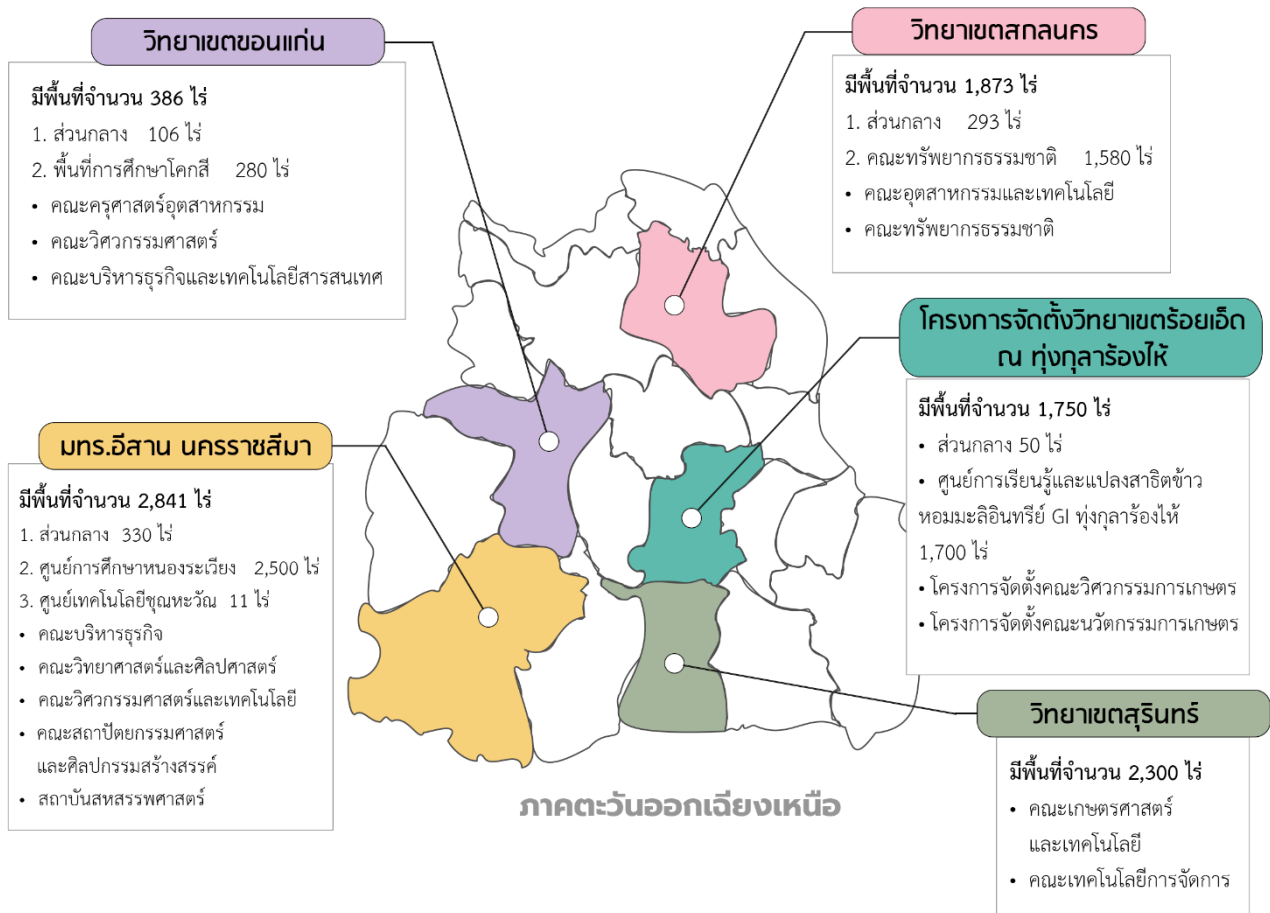 วิทยาเขตขอนแก่น
มีพื้นที่จำนวน 386 ไร่
1. ส่วนกลาง 106 ไร่
2. พื้นที่การศึกษาโคกสี 280 ไร่
• คณะครุศาสตร์อุตสาหกรรม
• คณะวิศวกรรมศาสตร์
• คณะบริหารธุรกิจและเทคโนโลยีสารสนเทศ
วิทยาเขตสกลนคร
มีพื้นที่จำนวน 1,873 ไร่
1. ส่วนกลาง 293 ไร่
2. คณะทรัพยากรธรรมชาติ 1,580 ไร่
• คณะอุตสาหกรรมและเทคโนโลยี
• คณะทรัพยากรธรรมชาติ
โครงการจัดตั้งวิทยาเขตร้อยเอ็ด
ณ ทุ่งกุลาร้องไห้
มีพื้นที่จำนวน 1,750 ไร่
• ส่วนกลาง 50 ไร่
• ศูนย์การเรียนรู้และแปลงสาธิตข้าว
หอมมะลิอินทรีย์ GI ทุ่งกุลาร้องไห้
1,700 ไร่
• โครงการจัดตั้งคณะวิศวกรรมการเกษตร
• โครงการจัดตั้งคณะนวัตกรรมการเกษตร
มทร.อีสาน นครราชสีมา
มีพื้นที่จำนวน 2,841 ไร่
1. ส่วนกลาง 330 ไร่
2. ศูนย์การศึกษาหนองระเวียง 2,500 ไร่
3. ศูนย์เทคโนโลยีชุณหะวัณ 11 ไร่
• คณะบริหารธุรกิจ
• คณะวิทยาศาสตร์และศิลปศาสตร์
• คณะวิศวกรรมศาสตร์และเทคโนโลยี
• คณะสถาปัตยกรรมศาสตร์
และศิลปกรรมสร้างสรรค์
• สถาบันสหสรรพศาสตร์
วิทยาเขตสุรินทร์
มีพื้นที่จำนวน 2,300 ไร่
• คณะเกษตรศาสตร์
และเทคโนโลยี
• คณะเทคโนโลยีการจัดการ
ภาคตะวันออกเฉียงเหนือ